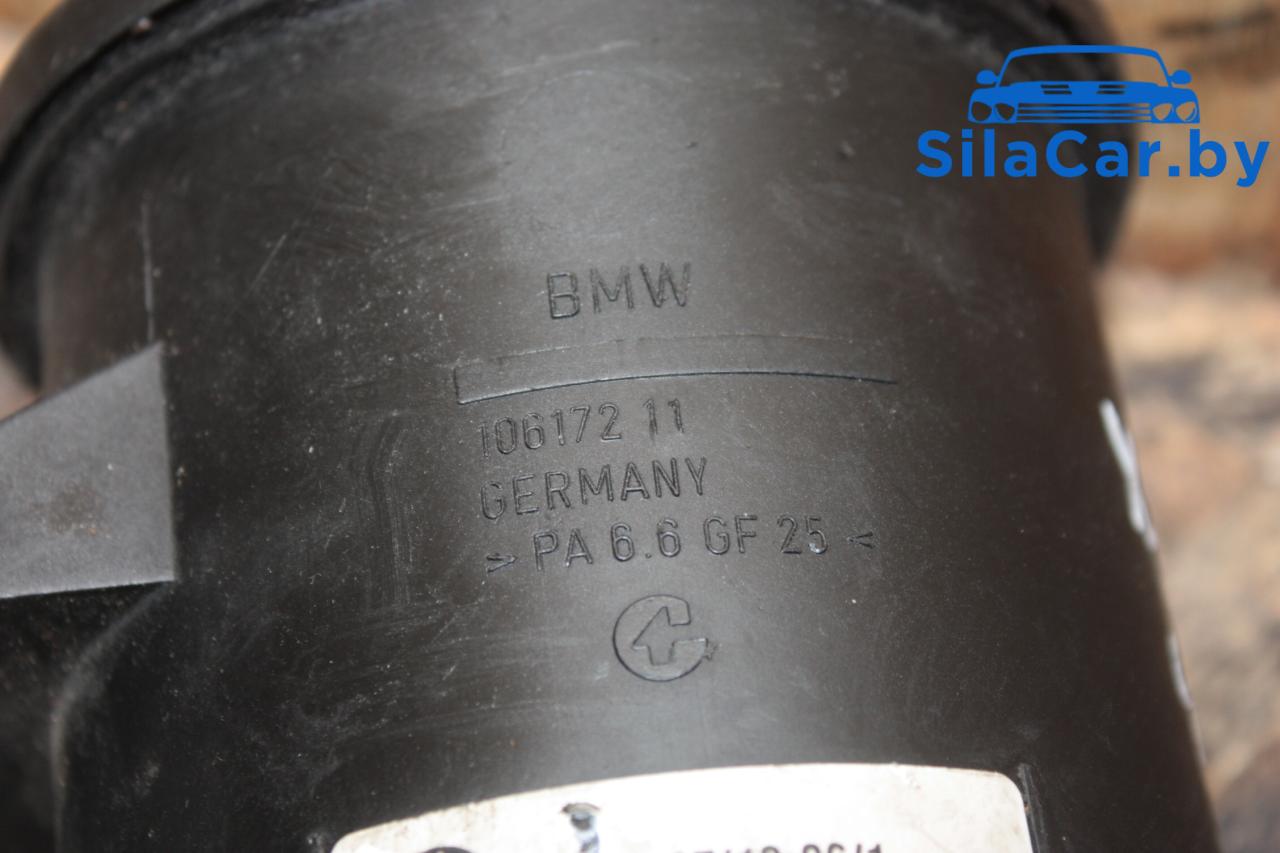 SilaCar.by
BMW
106172 11
GERMANY
> PA 6.6 GF 25 <